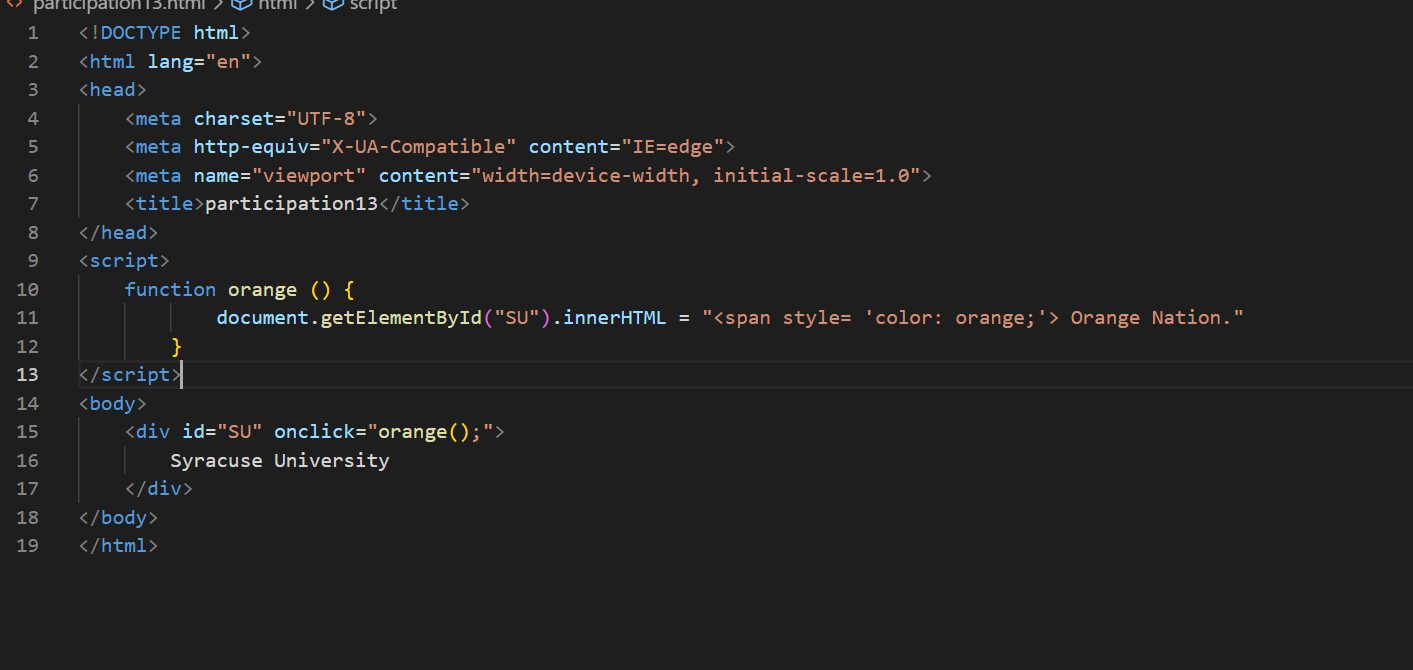 participation13.html > html > script
1 <!DOCTYPE html>
2 <html lang="en">
3 <head>
4     <meta charset="UTF-8">
5     <meta http-equiv="X-UA-Compatible" content="IE=edge">
6     <meta name="viewport" content="width=device-width, initial-scale=1.0">
7     <title>participation13</title>
8 </head>
9 <script>
10     function orange () {
11             document.getElementById("SU").innerHTML = "<span style= 'color: orange;'> Orange Nation."
12         }
13 </script>
14 <body>
15     <div id="SU" onclick="orange();">
16         Syracuse University
17     </div>
18 </body>
19 </html>